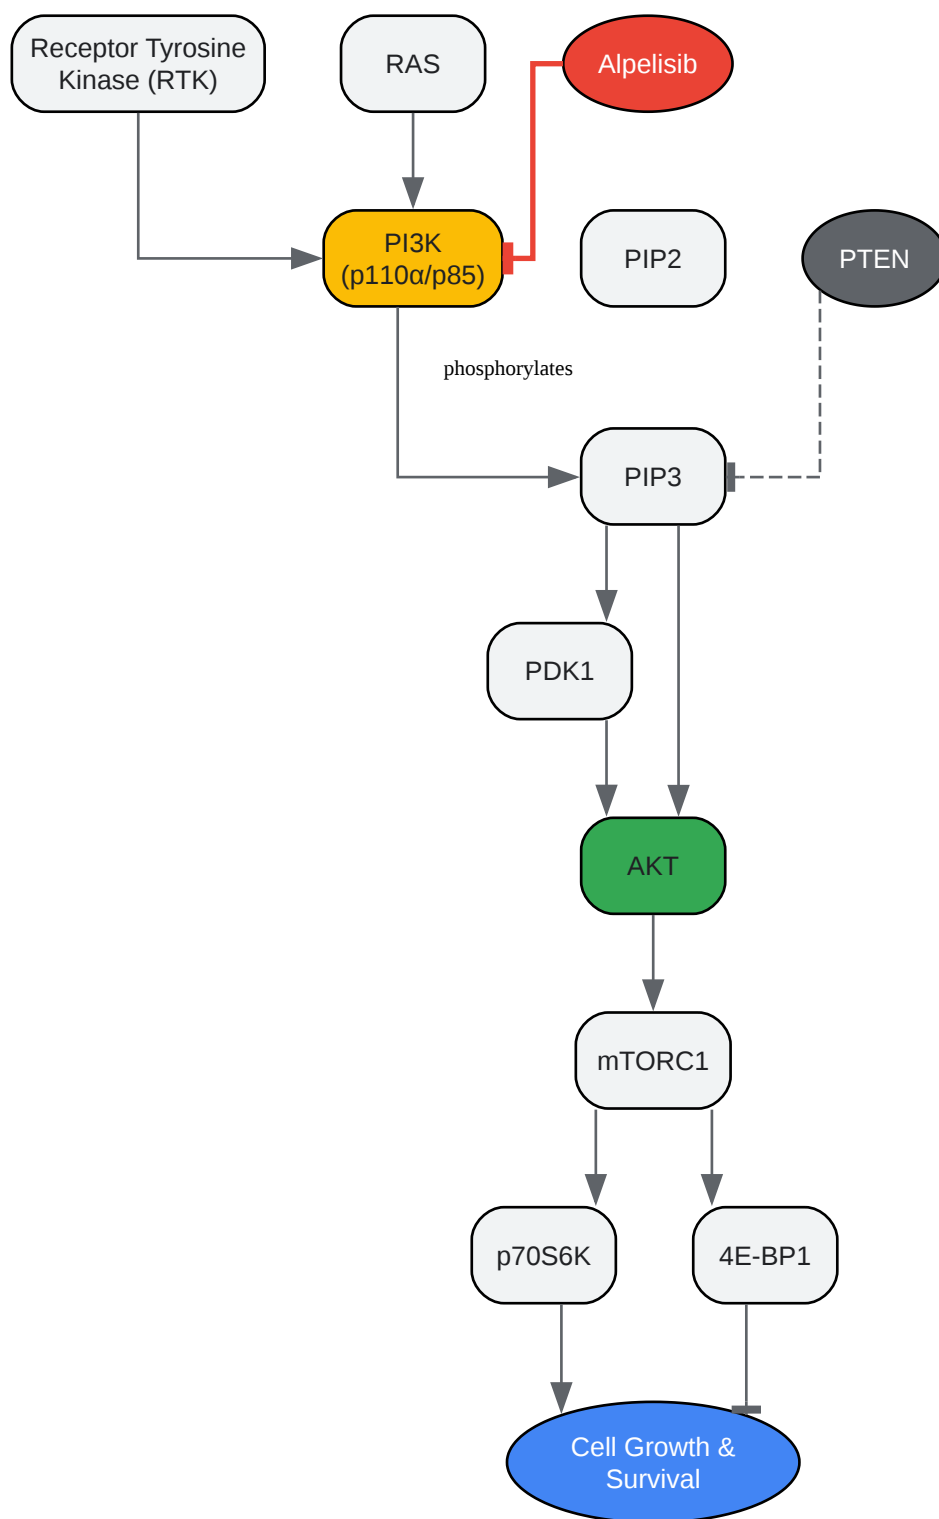 Receptor Tyrosine
Kinase (RTK)
RAS
Alpelisib
PI3K
(p110α/p85)
PIP2
PTEN
phosphorylates
PIP3
PDK1
AKT
mTORC1
p70S6K
4E-BP1
Cell Growth &
Survival